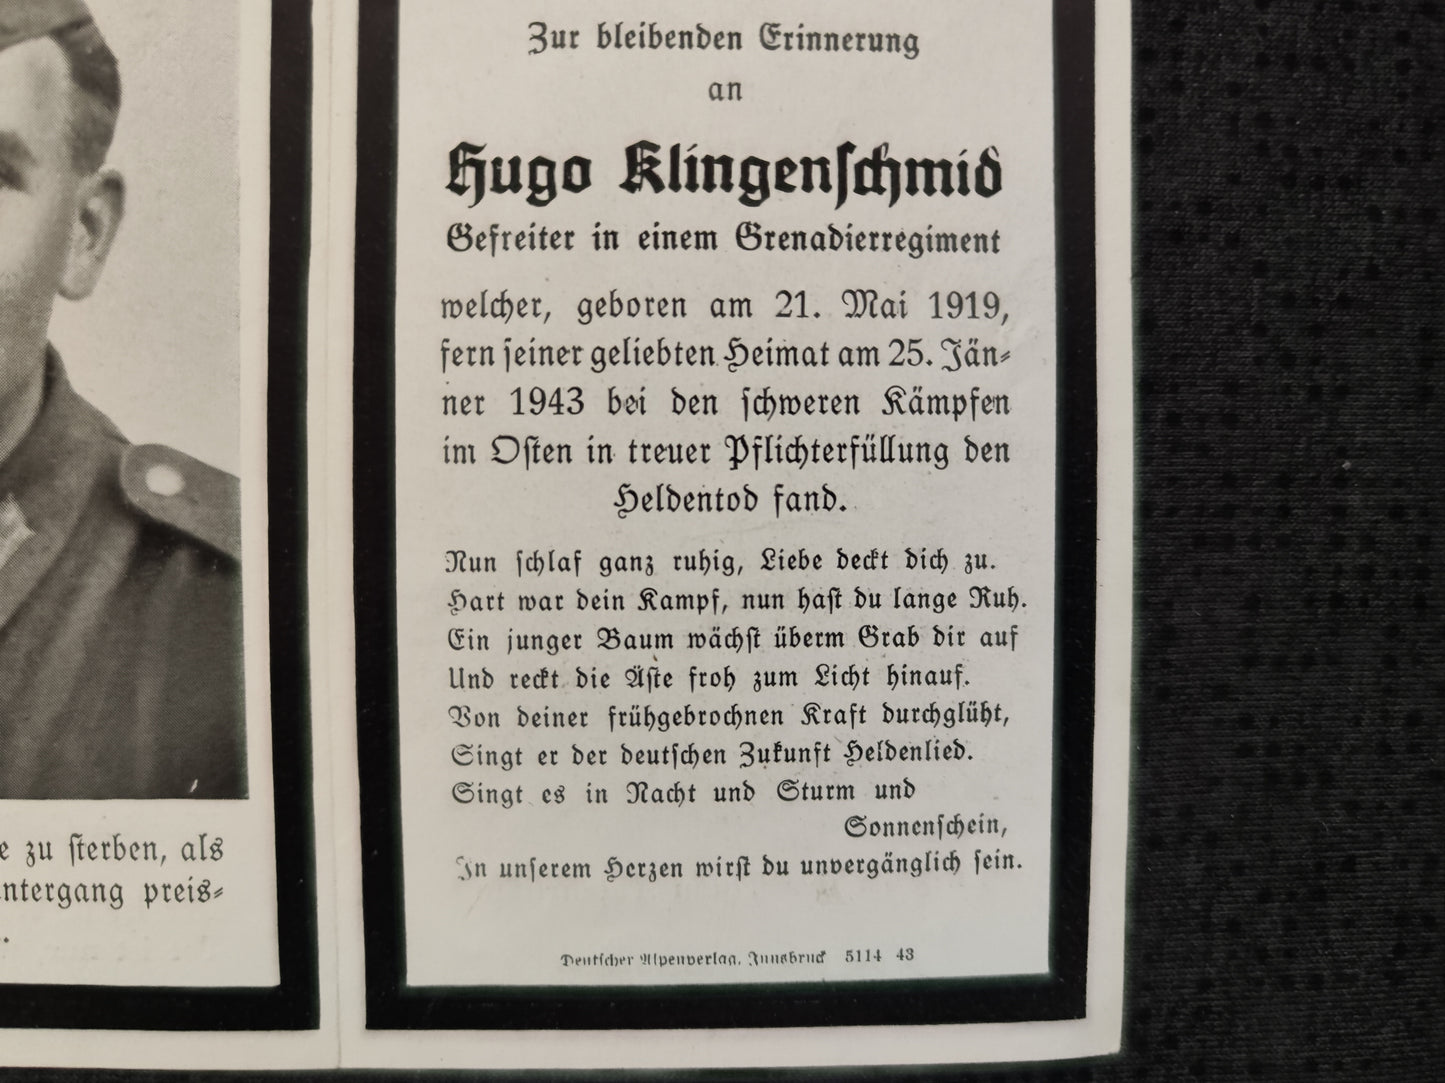 e zu sterben, als
ntergang preis⸗
.
Zur bleibenden Erinnerung
an
Hugo Klingenschmid
Gefreiter in einem Grenadierregiment
welcher, geboren am 21. Mai 1919,
fern seiner geliebten Heimat am 25. Jän⸗
ner 1943 bei den schweren Kämpfen
im Osten in treuer Pflichterfüllung den
Heldentod fand.
Nun schlaf ganz ruhig, Liebe deckt dich zu.
Hart war dein Kampf, nun hast du lange Ruh.
Ein junger Baum wächst überm Grab dir auf
Und reckt die Äste froh zum Licht hinauf.
Von deiner frühgebrochnen Kraft durchglüht,
Singt er der deutschen Zukunft Heldenlied.
Singt es in Nacht und Sturm und
Sonnenschein,
In unserem Herzen wirst du unvergänglich sein.
Deutscher Alpenverlag, Innsbruck 5114 43